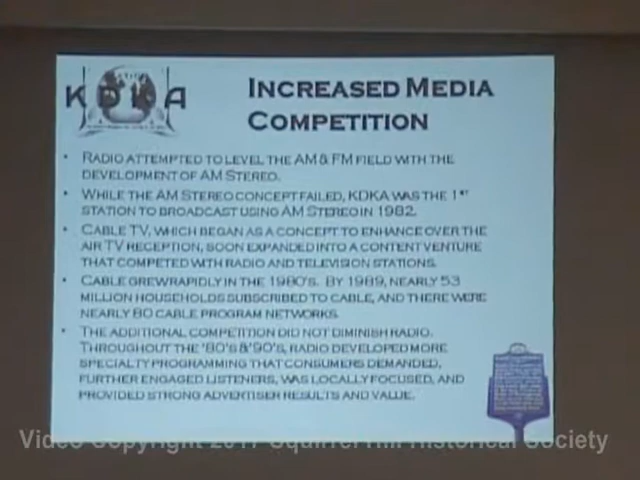 KDKA
INCREASED MEDIA
COMPETITION
• RADIO ATTEMPTED TO LEVEL THE AM & FM FIELD WITH THE
DEVELOPMENT OF AM STEREO.
• WHILE THE AM STEREO CONCEPT FAILED, KDKA WAS THE 1ST
STATION TO BROADCAST USING AM STEREO IN 1982.
• CABLE TV, WHICH BEGAN AS A CONCEPT TO ENHANCE OVER THE
AIR TV RECEPTION, SOON EXPANDED INTO A CONTENT VENTURE
THAT COMPETED WITH RADIO AND TELEVISION STATIONS.
• CABLE GREW RAPIDLY IN THE 1980'S. BY 1989, NEARLY 53
MILLION HOUSEHOLDS SUBSCRIBED TO CABLE, AND THERE WERE
NEARLY 80 CABLE PROGRAM NETWORKS.
• THE ADDITIONAL COMPETITION DID NOT DIMINISH RADIO.
THROUGHOUT THE '80'S & '90'S, RADIO DEVELOPED MORE
SPECIALTY PROGRAMMING THAT CONSUMERS DEMANDED,
FURTHER ENGAGED LISTENERS, WAS LOCALLY FOCUSED, AND
PROVIDED STRONG ADVERTISER RESULTS AND VALUE.
Video Copyright 2017 Squirrel Hill Historical Society